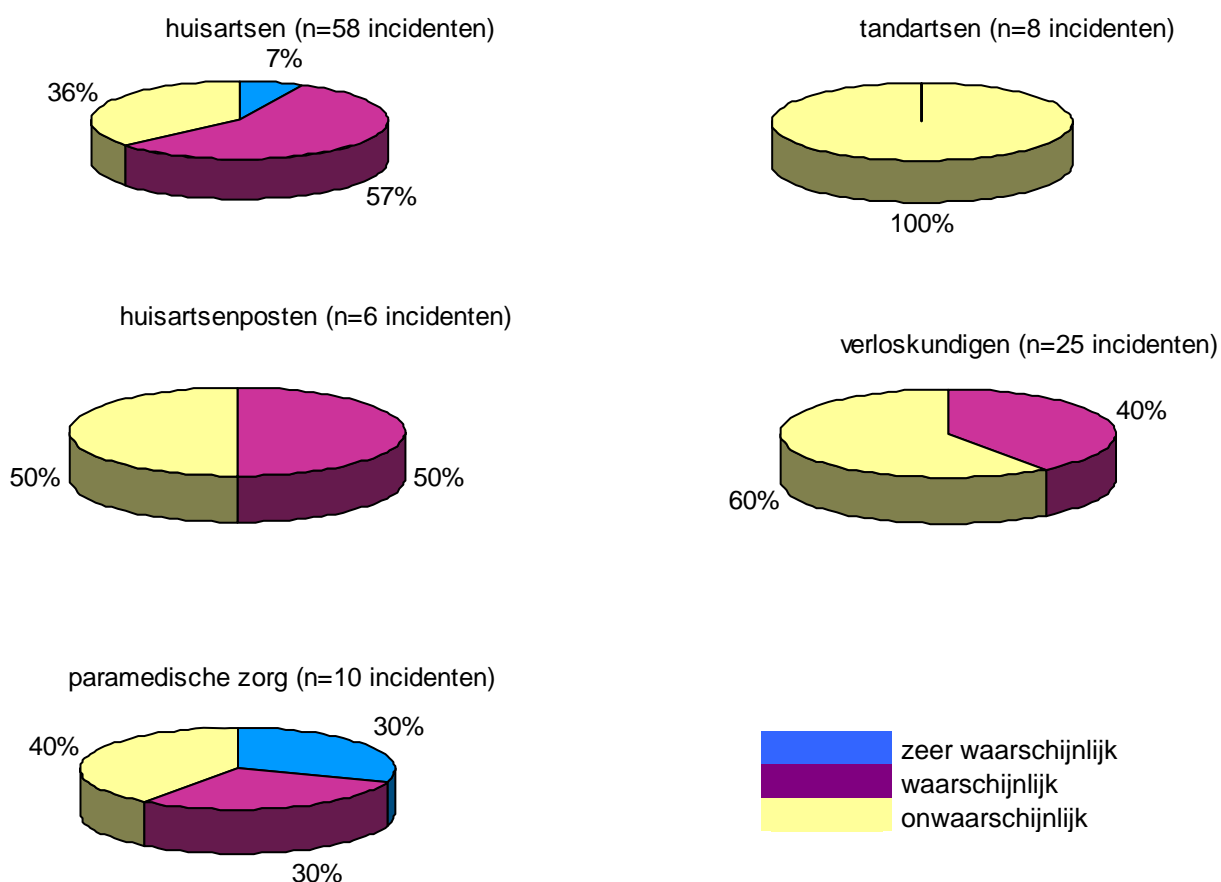 huisartsen (n=58 incidenten)
7%
36%
57%
tandartsen (n=8 incidenten)
100%
huisartsenposten (n=6 incidenten)
50%
50%
verloskundigen (n=25 incidenten)
40%
60%
paramedische zorg (n=10 incidenten)
30%
40%
30%
zeer waarschijnlijk
waarschijnlijk
onwaarschijnlijk